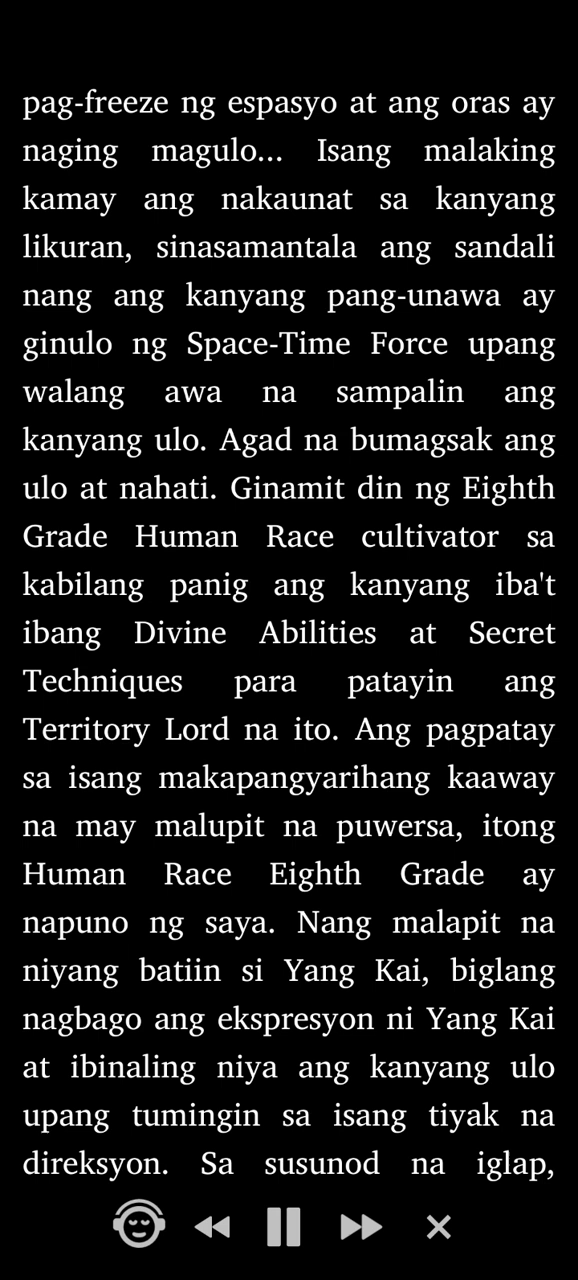 pag-freeze ng espasyo at ang oras ay
naging magulo... Isang malaking
kamay ang nakaunat sa kanyang
likuran, sinasamantala ang sandali
nang ang kanyang pang-unawa ay
ginulo ng Space-Time Force upang
walang awa na sampalin ang
kanyang ulo. Agad na bumagsak ang
ulo at nahati. Ginamit din ng Eighth
Grade Human Race cultivator sa
kabilang panig ang kanyang iba't
ibang Divine Abilities at Secret
Techniques para patayin ang
Territory Lord na ito. Ang pagpatay
sa isang makapangyarihang kaaway
na may malupit na puwersa, itong
Human Race Eighth Grade ay
napuno ng saya. Nang malapit na
niyang batiin si Yang Kai, biglang
nagbago ang ekspresyon ni Yang Kai
at ibinaling niya ang kanyang ulo
upang tumingin sa isang tiyak na
direksyon. Sa susunod na iglap,